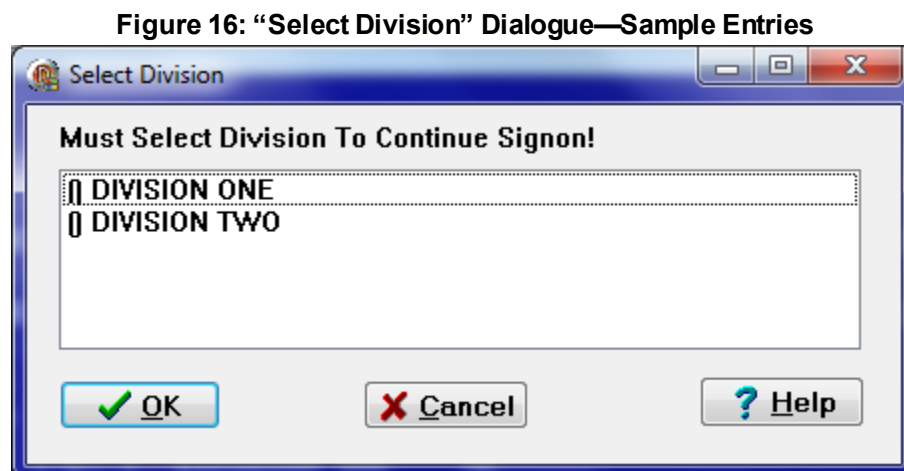 Figure 16: “Select Division” Dialogue—Sample Entries
Select Division
Must Select Division To Continue Signon!
() DIVISION ONE
() DIVISION TWO
OK
Cancel
Help